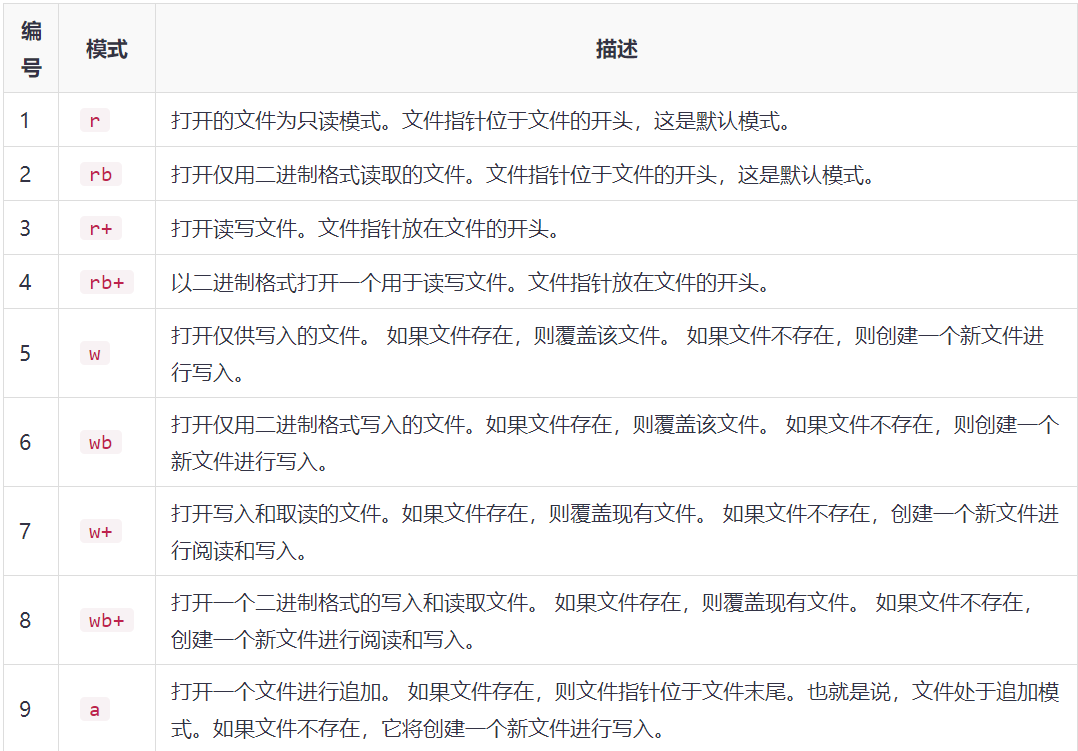 编号 模式 描述
1 r 打开的文件为只读模式。文件指针位于文件的开头，这是默认模式。
2 rb 打开仅用二进制格式读取的文件。文件指针位于文件的开头，这是默认模式。
3 r+ 打开读写文件。文件指针放在文件的开头。
4 rb+ 以二进制格式打开一个用于读写文件。文件指针放在文件的开头。
5 w 打开仅供写入的文件。 如果文件存在，则覆盖该文件。 如果文件不存在，则创建一个新文件进
行写入。
6 wb 打开仅用二进制格式写入的文件。如果文件存在，则覆盖该文件。 如果文件不存在，则创建一个
新文件进行写入。
7 w+ 打开写入和取读的文件。如果文件存在，则覆盖现有文件。 如果文件不存在，创建一个新文件进
行阅读和写入。
8 wb+ 打开一个二进制格式的写入和读取文件。 如果文件存在，则覆盖现有文件。 如果文件不存在，
创建一个新文件进行阅读和写入。
9 a 打开一个文件进行追加。 如果文件存在，则文件指针位于文件末尾。也就是说，文件处于追加模
式。如果文件不存在，它将创建一个新文件进行写入。